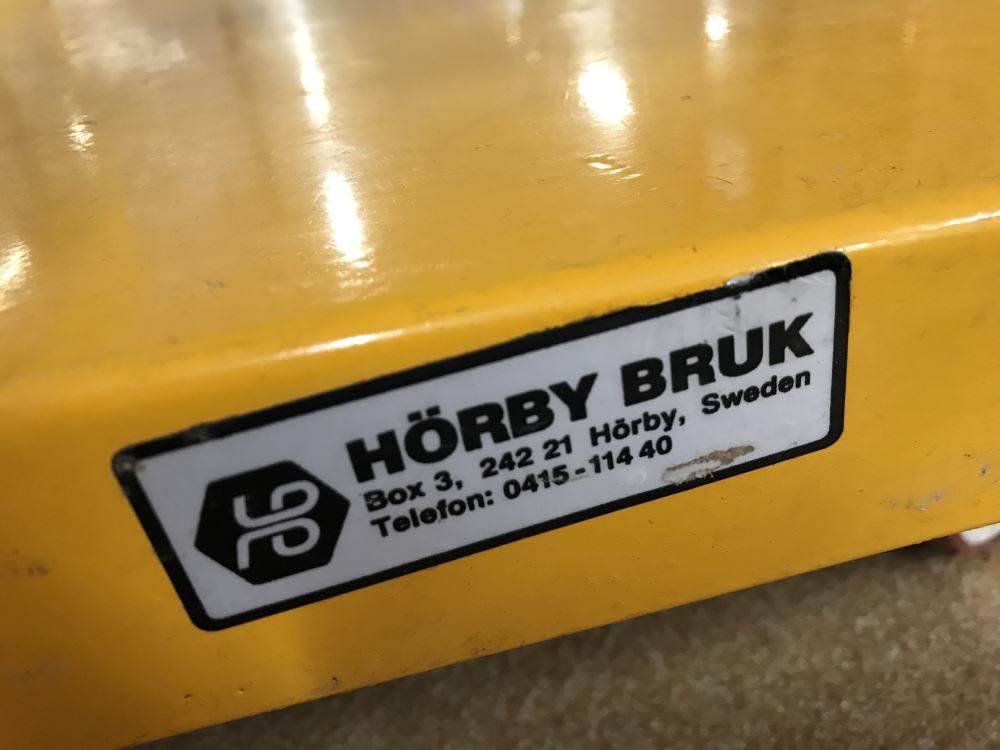 HÖRBY BRUK
Box 3, 242 21 Hörby, Sweden
Telefon: 0415-114 40